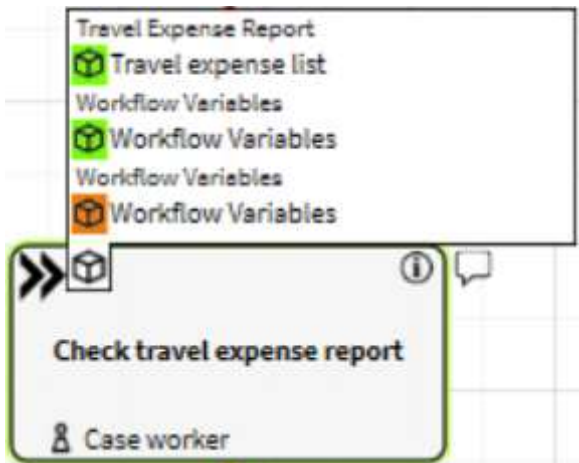 Travel Expense Report
Travel expense list
Workflow Variables
Workflow Variables
Workflow Variables
Workflow Variables
Check travel expense report
Case worker